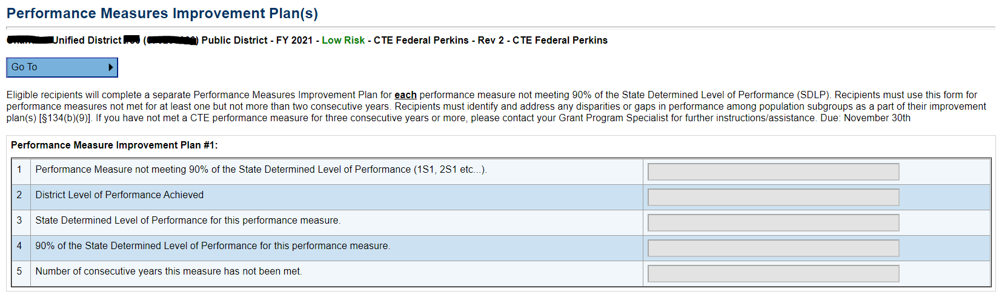 Performance Measures Improvement Plan(s)
Unified District ( ) Public District - FY 2021 - Low Risk - CTE Federal Perkins - Rev 2 - CTE Federal Perkins
Go To
Eligible recipients will complete a separate Performance Measures Improvement Plan for each performance measure not meeting 90% of the State Determined Level of Performance (SDLP). Recipients must use this form for
performance measures not met for at least one but not more than two consecutive years. Recipients must identify and address any disparities or gaps in performance among population subgroups as a part of their improvement
plan(s) [§134(b)(9)]. If you have not met a CTE performance measure for three consecutive years or more, please contact your Grant Program Specialist for further instructions/assistance. Due: November 30th
Performance Measure Improvement Plan #1:
1 Performance Measure not meeting 90% of the State Determined Level of Performance (1S1, 2S1 etc...).
2 District Level of Performance Achieved
3 State Determined Level of Performance for this performance measure.
4 90% of the State Determined Level of Performance for this performance measure.
5 Number of consecutive years this measure has not been met.